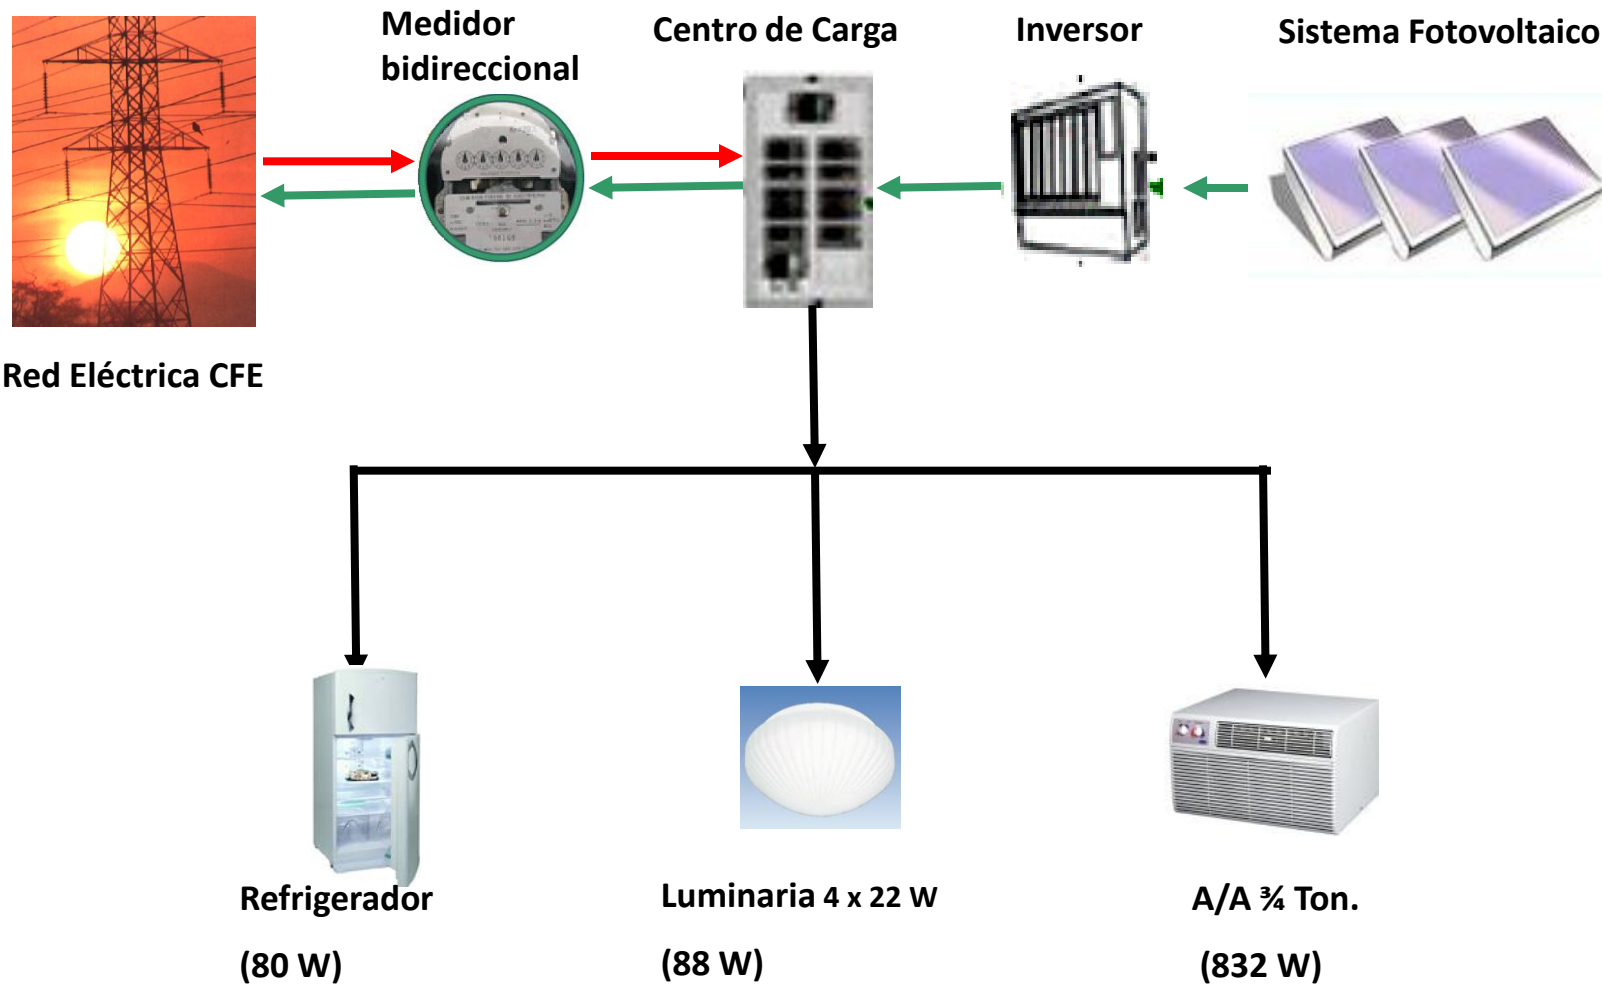 Medidor
bidireccional
Centro de Carga
Inversor
Sistema Fotovoltaico
Red Eléctrica CFE
Refrigerador
(80 W)
Luminaria 4 x 22 W
(88 W)
A/A ¾ Ton.
(832 W)